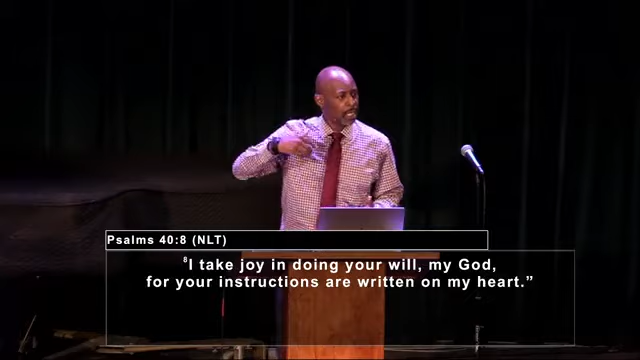 Psalms 40:8 (NLT)
⁸I take joy in doing your will, my God,
for your instructions are written on my heart.”